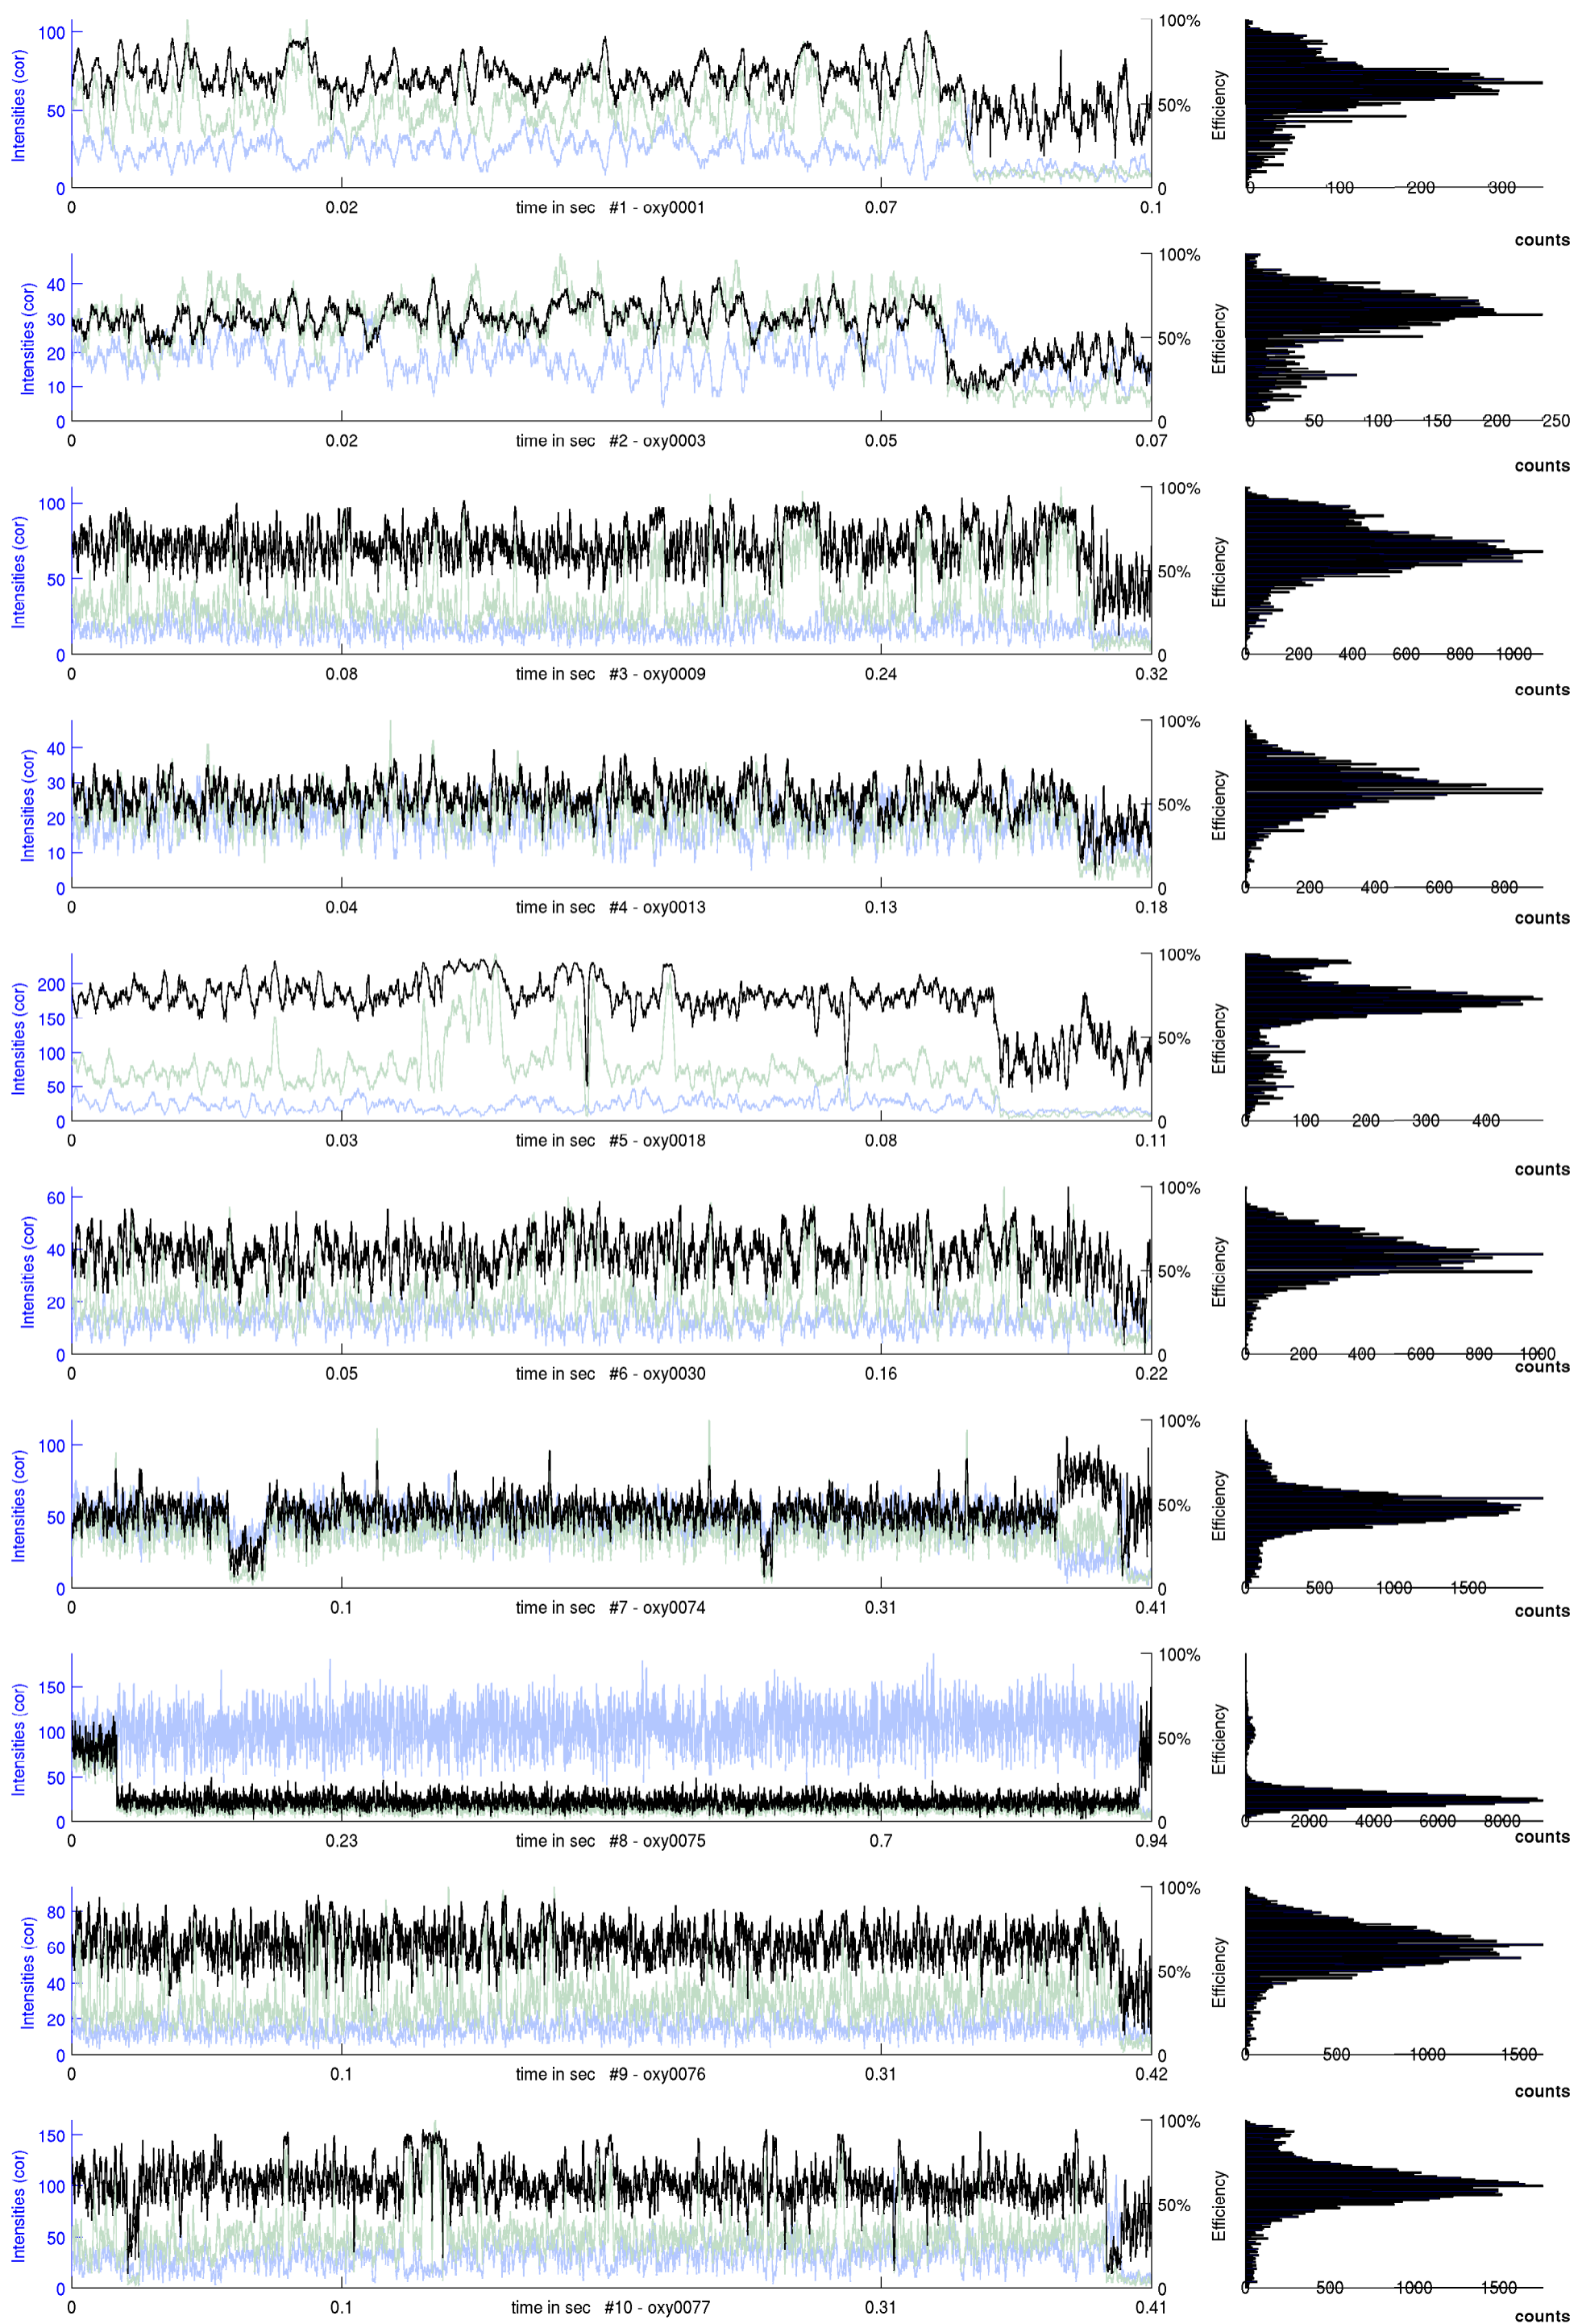 Intensities (cor)
100
50
0
100%
50%
0
0 0.02 time in sec #1 - oxy0001 0.07 0.1
Efficiency
0 100 200 300
counts
Intensities (cor)
40
30
20
10
0
100%
50%
0
0 0.02 time in sec #2 - oxy0003 0.05 0.07
Efficiency
0 50 100 150 200 250
counts
Intensities (cor)
100
50
0
100%
50%
0
0 0.08 time in sec #3 - oxy0009 0.24 0.32
Efficiency
0 200 400 600 800 1000
counts
Intensities (cor)
40
30
20
10
0
100%
50%
0
0 0.04 time in sec #4 - oxy0013 0.13 0.18
Efficiency
0 200 400 600 800
counts
Intensities (cor)
200
150
100
50
0
100%
50%
0
0 0.03 time in sec #5 - oxy0018 0.08 0.11
Efficiency
0 100 200 300 400
counts
Intensities (cor)
60
40
20
0
100%
50%
0
0 0.05 time in sec #6 - oxy0030 0.16 0.22
Efficiency
0 200 400 600 800 1000
counts
Intensities (cor)
100
50
0
100%
50%
0
0 0.1 time in sec #7 - oxy0074 0.31 0.41
Efficiency
0 500 1000 1500
counts
Intensities (cor)
150
100
50
0
100%
50%
0
0 0.23 time in sec #8 - oxy0075 0.7 0.94
Efficiency
0 2000 4000 6000 8000
counts
Intensities (cor)
80
60
40
20
0
100%
50%
0
0 0.1 time in sec #9 - oxy0076 0.31 0.42
Efficiency
0 500 1000 1500
counts
Intensities (cor)
150
100
50
0
100%
50%
0
0 0.1 time in sec #10 - oxy0077 0.31 0.41
Efficiency
0 500 1000 1500
counts